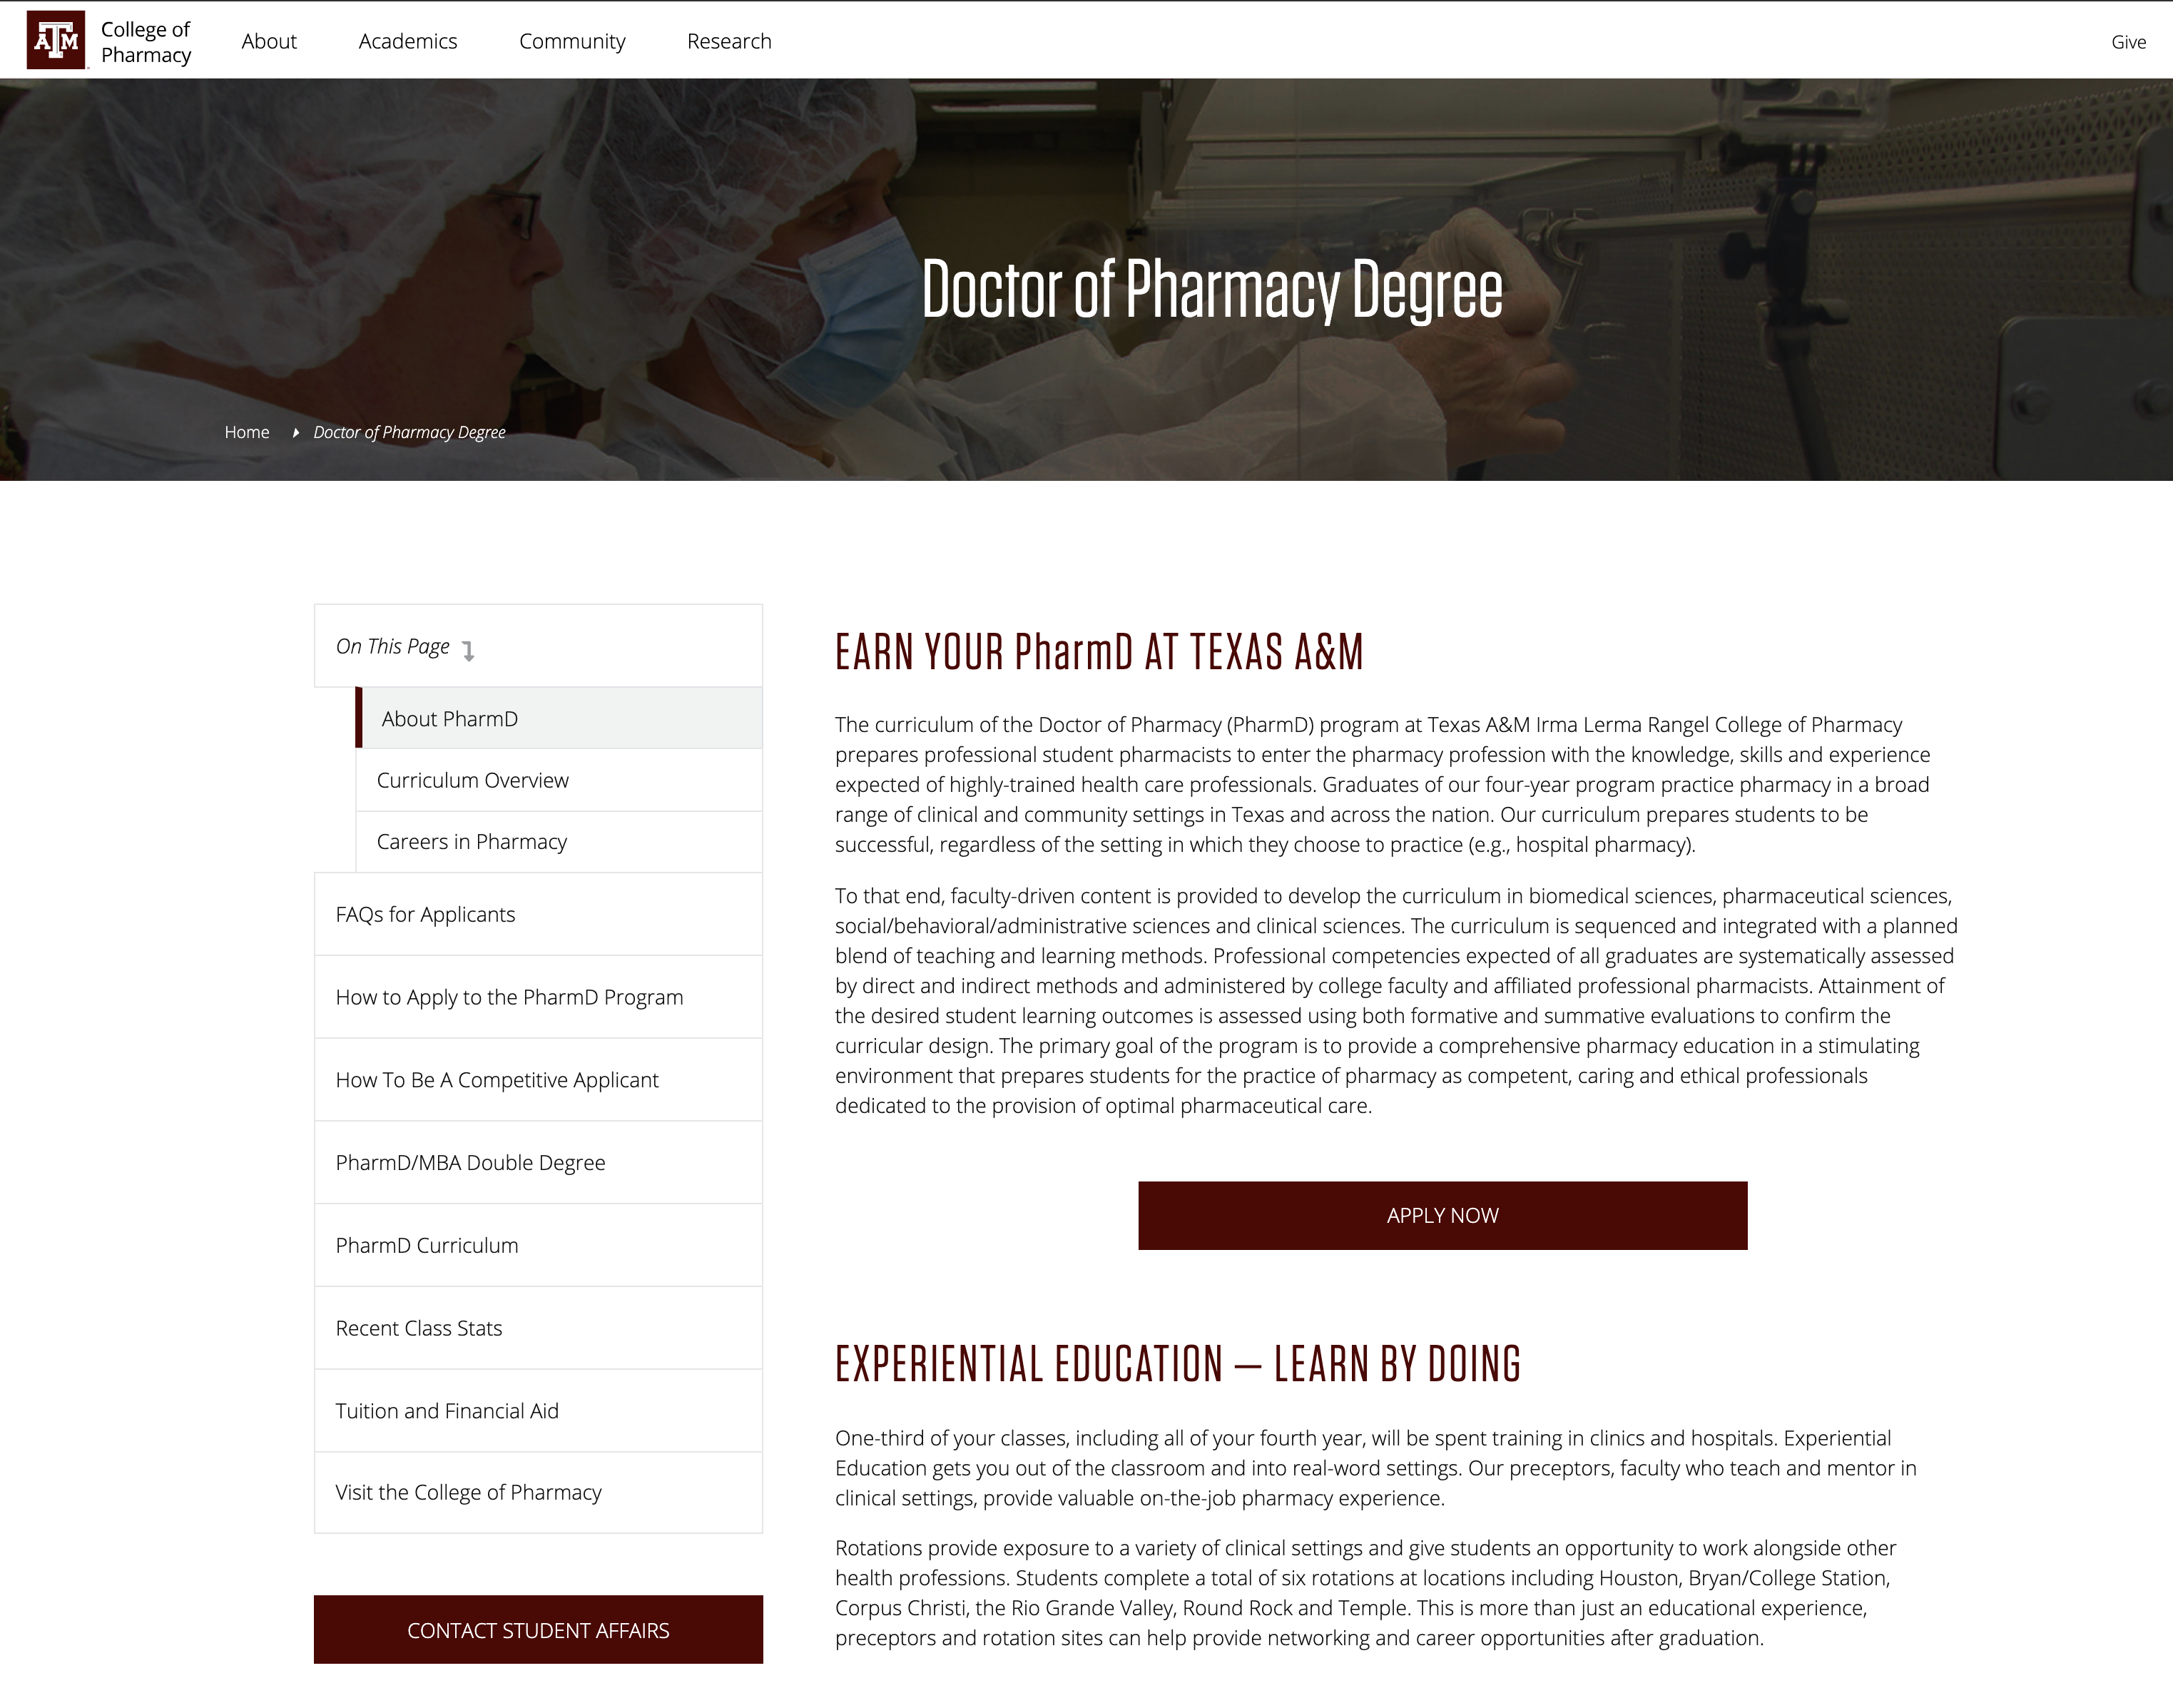 ATM College of
Pharmacy
About
Academics
Community
Research
Give
Doctor of Pharmacy Degree
Home
Doctor of Pharmacy Degree
On This Page
About PharmD
Curriculum Overview
Careers in Pharmacy
FAQs for Applicants
How to Apply to the PharmD Program
How To Be A Competitive Applicant
PharmD/MBA Double Degree
PharmD Curriculum
Recent Class Stats
Tuition and Financial Aid
Visit the College of Pharmacy
CONTACT STUDENT AFFAIRS
EARN YOUR PharmD AT TEXAS A&M
The curriculum of the Doctor of Pharmacy (PharmD) program at Texas A&M Irma Lerma Rangel College of Pharmacy
prepares professional student pharmacists to enter the pharmacy profession with the knowledge, skills and experience
expected of highly-trained health care professionals. Graduates of our four-year program practice pharmacy in a broad
range of clinical and community settings in Texas and across the nation. Our curriculum prepares students to be
successful, regardless of the setting in which they choose to practice (e.g., hospital pharmacy).
To that end, faculty-driven content is provided to develop the curriculum in biomedical sciences, pharmaceutical sciences,
social/behavioral/administrative sciences and clinical sciences. The curriculum is sequenced and integrated with a planned
blend of teaching and learning methods. Professional competencies expected of all graduates are systematically assessed
by direct and indirect methods and administered by college faculty and affiliated professional pharmacists. Attainment of
the desired student learning outcomes is assessed using both formative and summative evaluations to confirm the
curricular design. The primary goal of the program is to provide a comprehensive pharmacy education in a stimulating
environment that prepares students for the practice of pharmacy as competent, caring and ethical professionals
dedicated to the provision of optimal pharmaceutical care.
APPLY NOW
EXPERIENTIAL EDUCATION – LEARN BY DOING
One-third of your classes, including all of your fourth year, will be spent training in clinics and hospitals. Experiential
Education gets you out of the classroom and into real-word settings. Our preceptors, faculty who teach and mentor in
clinical settings, provide valuable on-the-job pharmacy experience.
Rotations provide exposure to a variety of clinical settings and give students an opportunity to work alongside other
health professions. Students complete a total of six rotations at locations including Houston, Bryan/College Station,
Corpus Christi, the Rio Grande Valley, Round Rock and Temple. This is more than just an educational experience,
preceptors and rotation sites can help provide networking and career opportunities after graduation.